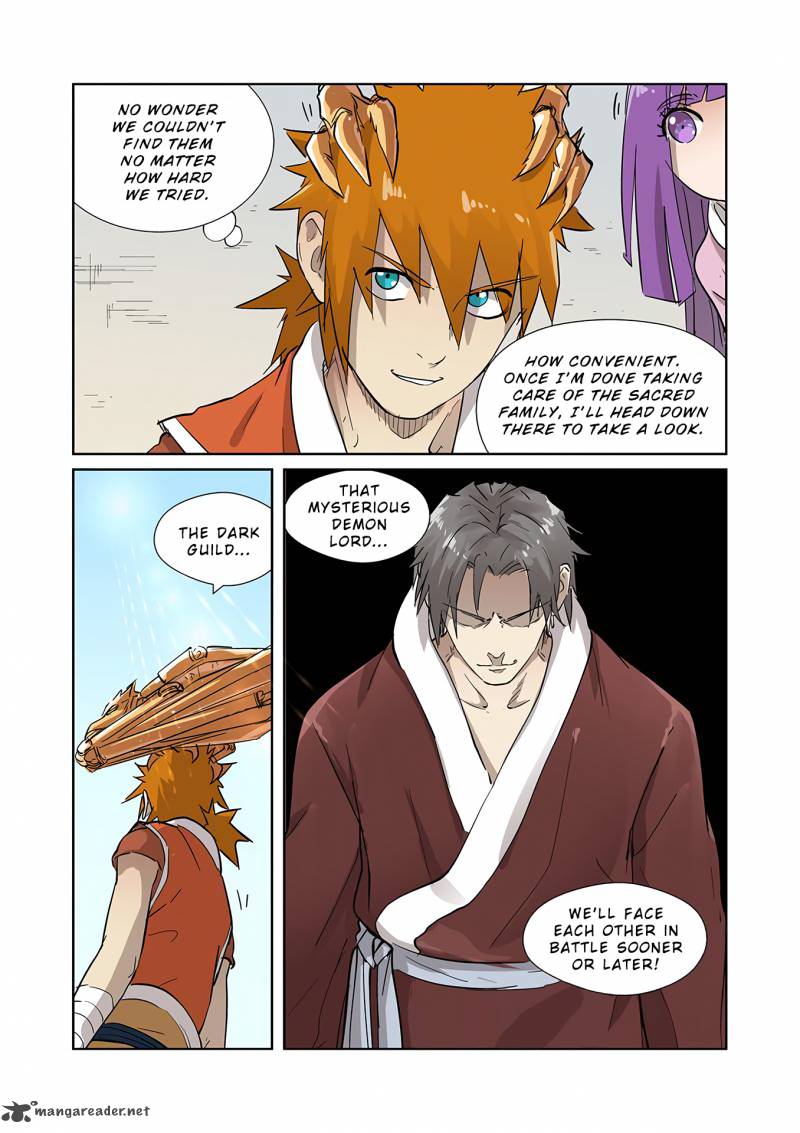 NO WONDER
WE COULDN'T
FIND THEM
NO MATTER
HOW HARD
WE TRIED.
HOW CONVENIENT.
ONCE I'M DONE TAKING
CARE OF THE SACRED
FAMILY, I'LL HEAD DOWN
THERE TO TAKE A LOOK.
THE DARK
GUILD...
THAT
MYSTERIOUS
DEMON
LORD...
WE'LL FACE
EACH OTHER IN
BATTLE SOONER
OR LATER!
mangareader.net